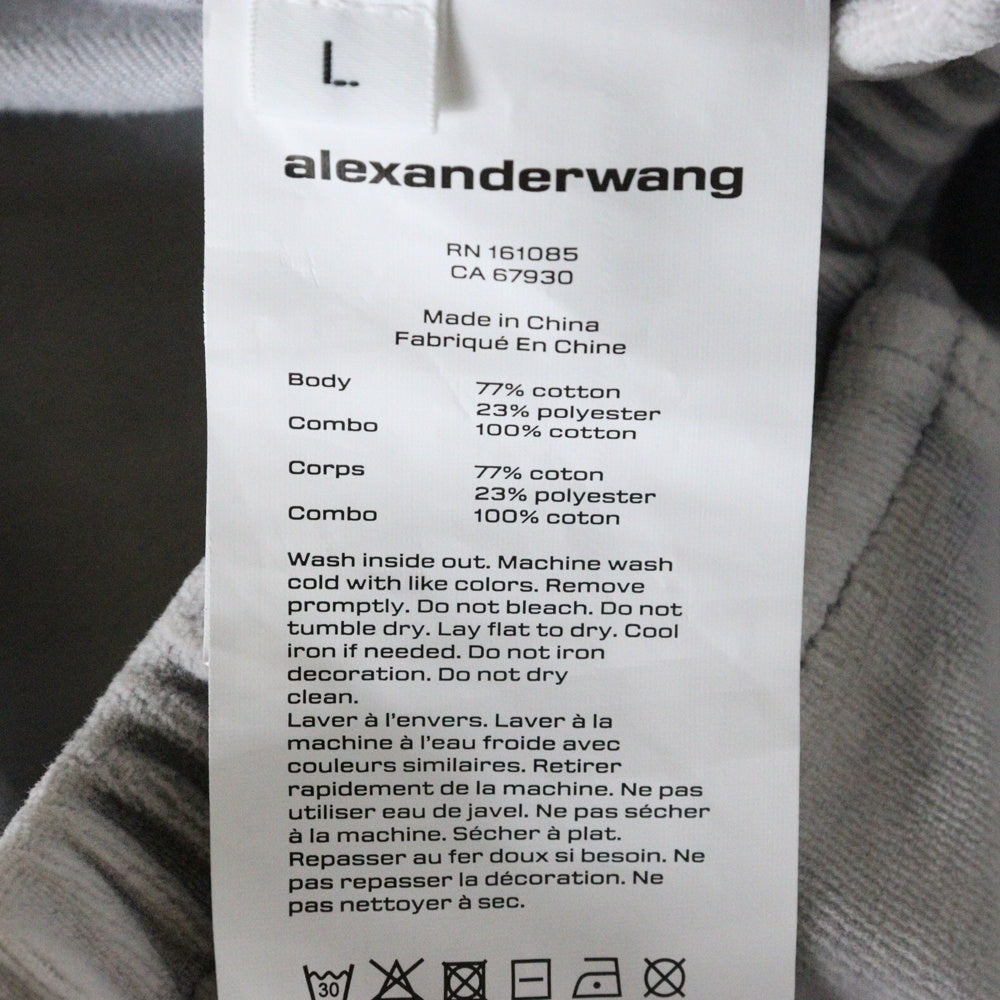 L
alexanderwang
RN 161085
CA 67930
Made in China
Fabriqué En Chine
Body 77% cotton
23% polyester
Combo 100% cotton
Corps 77% coton
23% polyester
Combo 100% coton
Wash inside out. Machine wash
cold with like colors. Remove
promptly. Do not bleach. Do not
tumble dry. Lay flat to dry. Cool
iron if needed. Do not iron
decoration. Do not dry
clean.
Laver à l'envers. Laver à la
machine à l'eau froide avec
couleurs similaires. Retirer
rapidement de la machine. Ne pas
utiliser eau de javel. Ne pas sécher
à la machine. Sécher à plat.
Repasser au fer doux si besoin. Ne
pas repasser la décoration. Ne
pas nettoyer à sec.
30